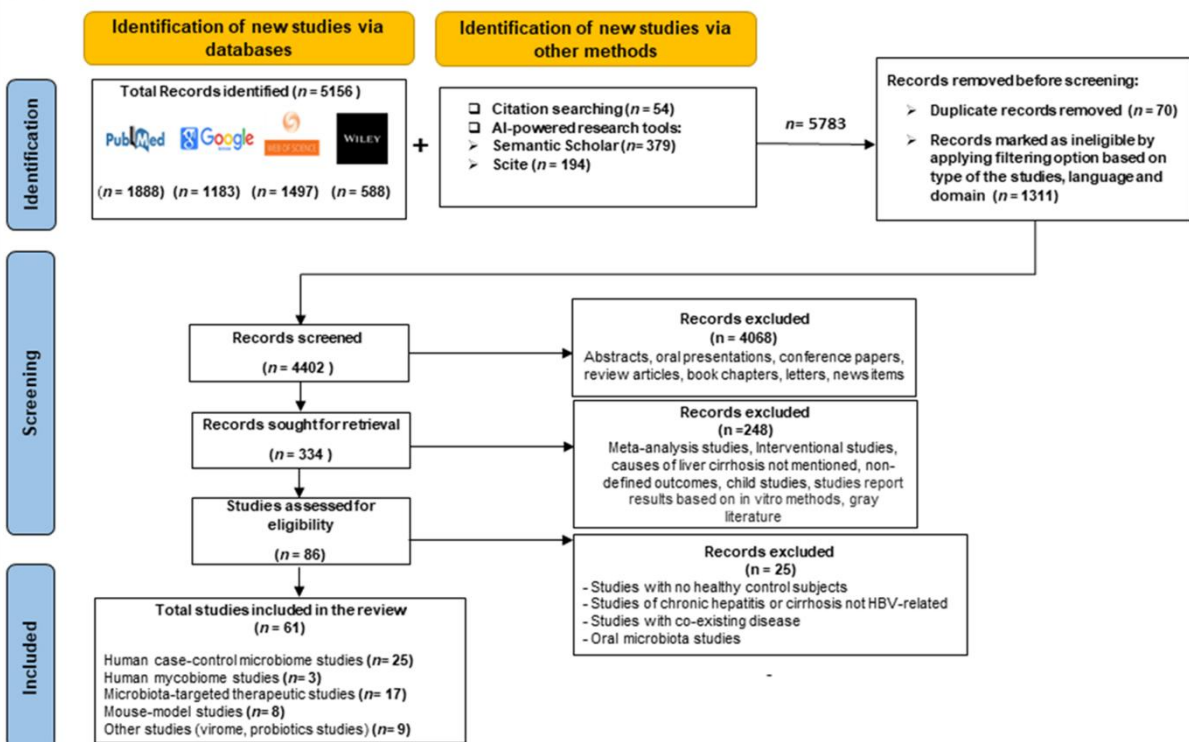 Identification of new studies via
databases
Identification of new studies via
other methods
Identification
Total Records identified (n = 5156)
PubMed
Google
WEB OF SCIENCE
WILEY
(n = 1888) (n = 1183) (n = 1497) (n = 588)
+
❑ Citation searching (n = 54)
❑ AI-powered research tools:
➢ Semantic Scholar (n = 379)
➢ Scite (n = 194)
n= 5783
Records removed before screening:
➢ Duplicate records removed (n = 70)
➢ Records marked as ineligible by
applying filtering option based on
type of the studies, language and
domain (n = 1311)
Screening
Records screened
(n = 4402 )
Records excluded
(n = 4068)
Abstracts, oral presentations, conference papers,
review articles, book chapters, letters, news items
Records sought for retrieval
(n = 334 )
Records excluded
(n =248)
Meta-analysis studies, Interventional studies,
causes of liver cirrhosis not mentioned, non-
defined outcomes, child studies, studies report
results based on in vitro methods, gray
literature
Studies assessed for
eligibility
(n = 86)
Records excluded
(n = 25)
- Studies with no healthy control subjects
- Studies of chronic hepatitis or cirrhosis not HBV-related
- Studies with co-existing disease
- Oral microbiota studies
-
Included
Total studies included in the review
(n = 61)
Human case-control microbiome studies (n= 25)
Human mycobiome studies (n= 3)
Microbiota-targeted therapeutic studies (n= 17)
Mouse-model studies (n= 8)
Other studies (virome, probiotics studies) (n= 9)